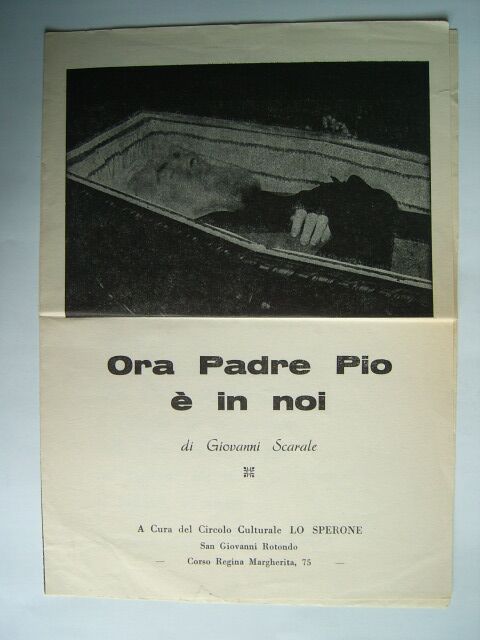 Ora Padre Pio
è in noi
di Giovanni Scarale
A Cura del Circolo Culturale LO SPERONE
San Giovanni Rotondo
— Corso Regina Margherita, 75 —